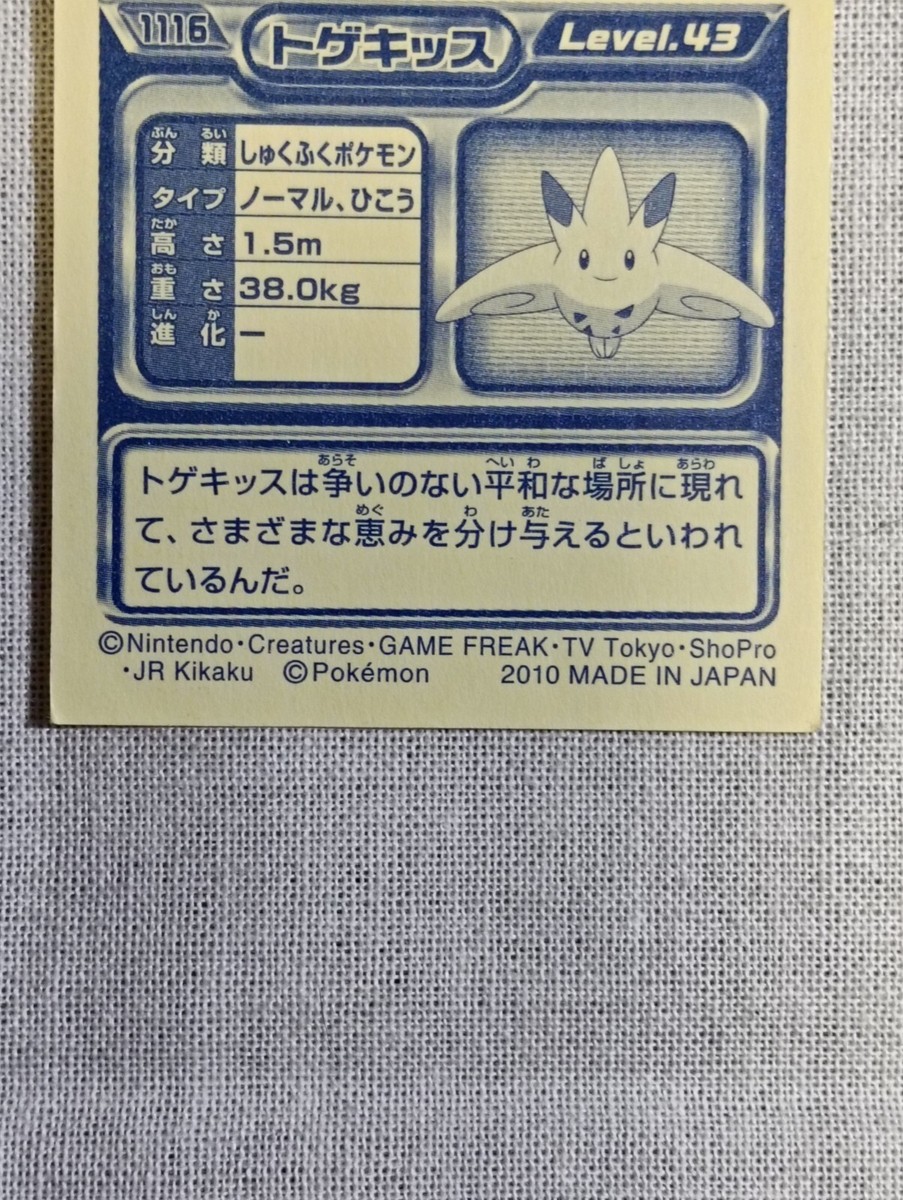 1116
トゲキッス
Level.43
ぶん るい
分 類 しゅくふくポケモン
タイプ ノーマル、ひこう
たか
高 さ 1.5m
おも
重 さ 38.0kg
しん か
進 化 ー
あらそ へい わ ば しょ あらわ
トゲキッスは争いのない平和な場所に現れ
めぐ わ あた
て、さまざまな恵みを分け与えるといわれ
ているんだ。
©Nintendo・Creatures・GAME FREAK・TV Tokyo・ShoPro
・JR Kikaku ©Pokémon 2010 MADE IN JAPAN